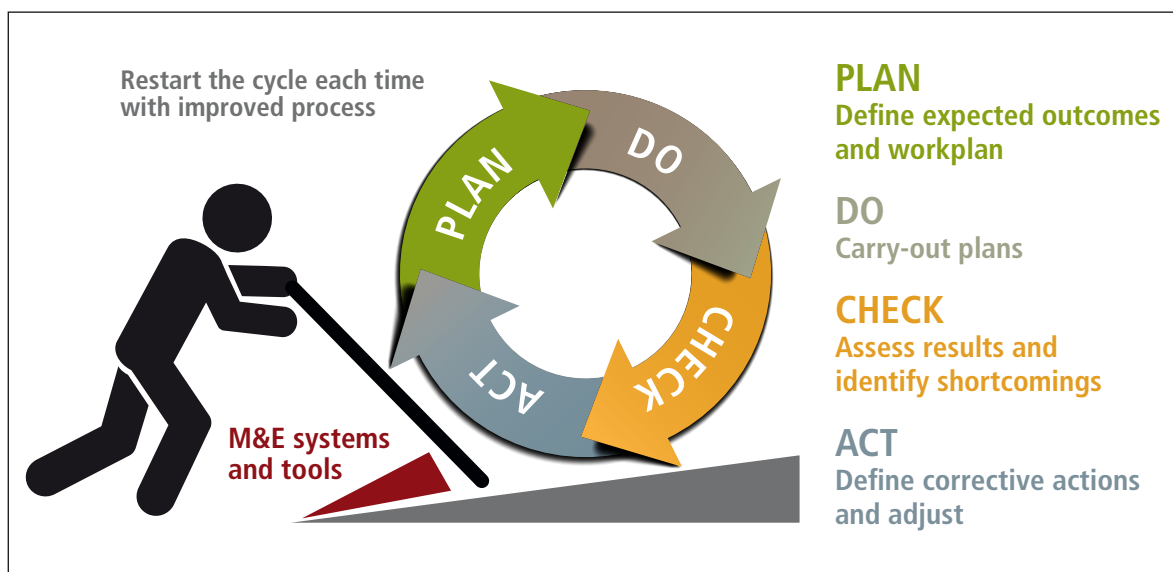 Restart the cycle each time
with improved process
PLAN
DO
CHECK
ACT
M&E systems
and tools
PLAN
Define expected outcomes
and workplan
DO
Carry-out plans
CHECK
Assess results and
identify shortcomings
ACT
Define corrective actions
and adjust